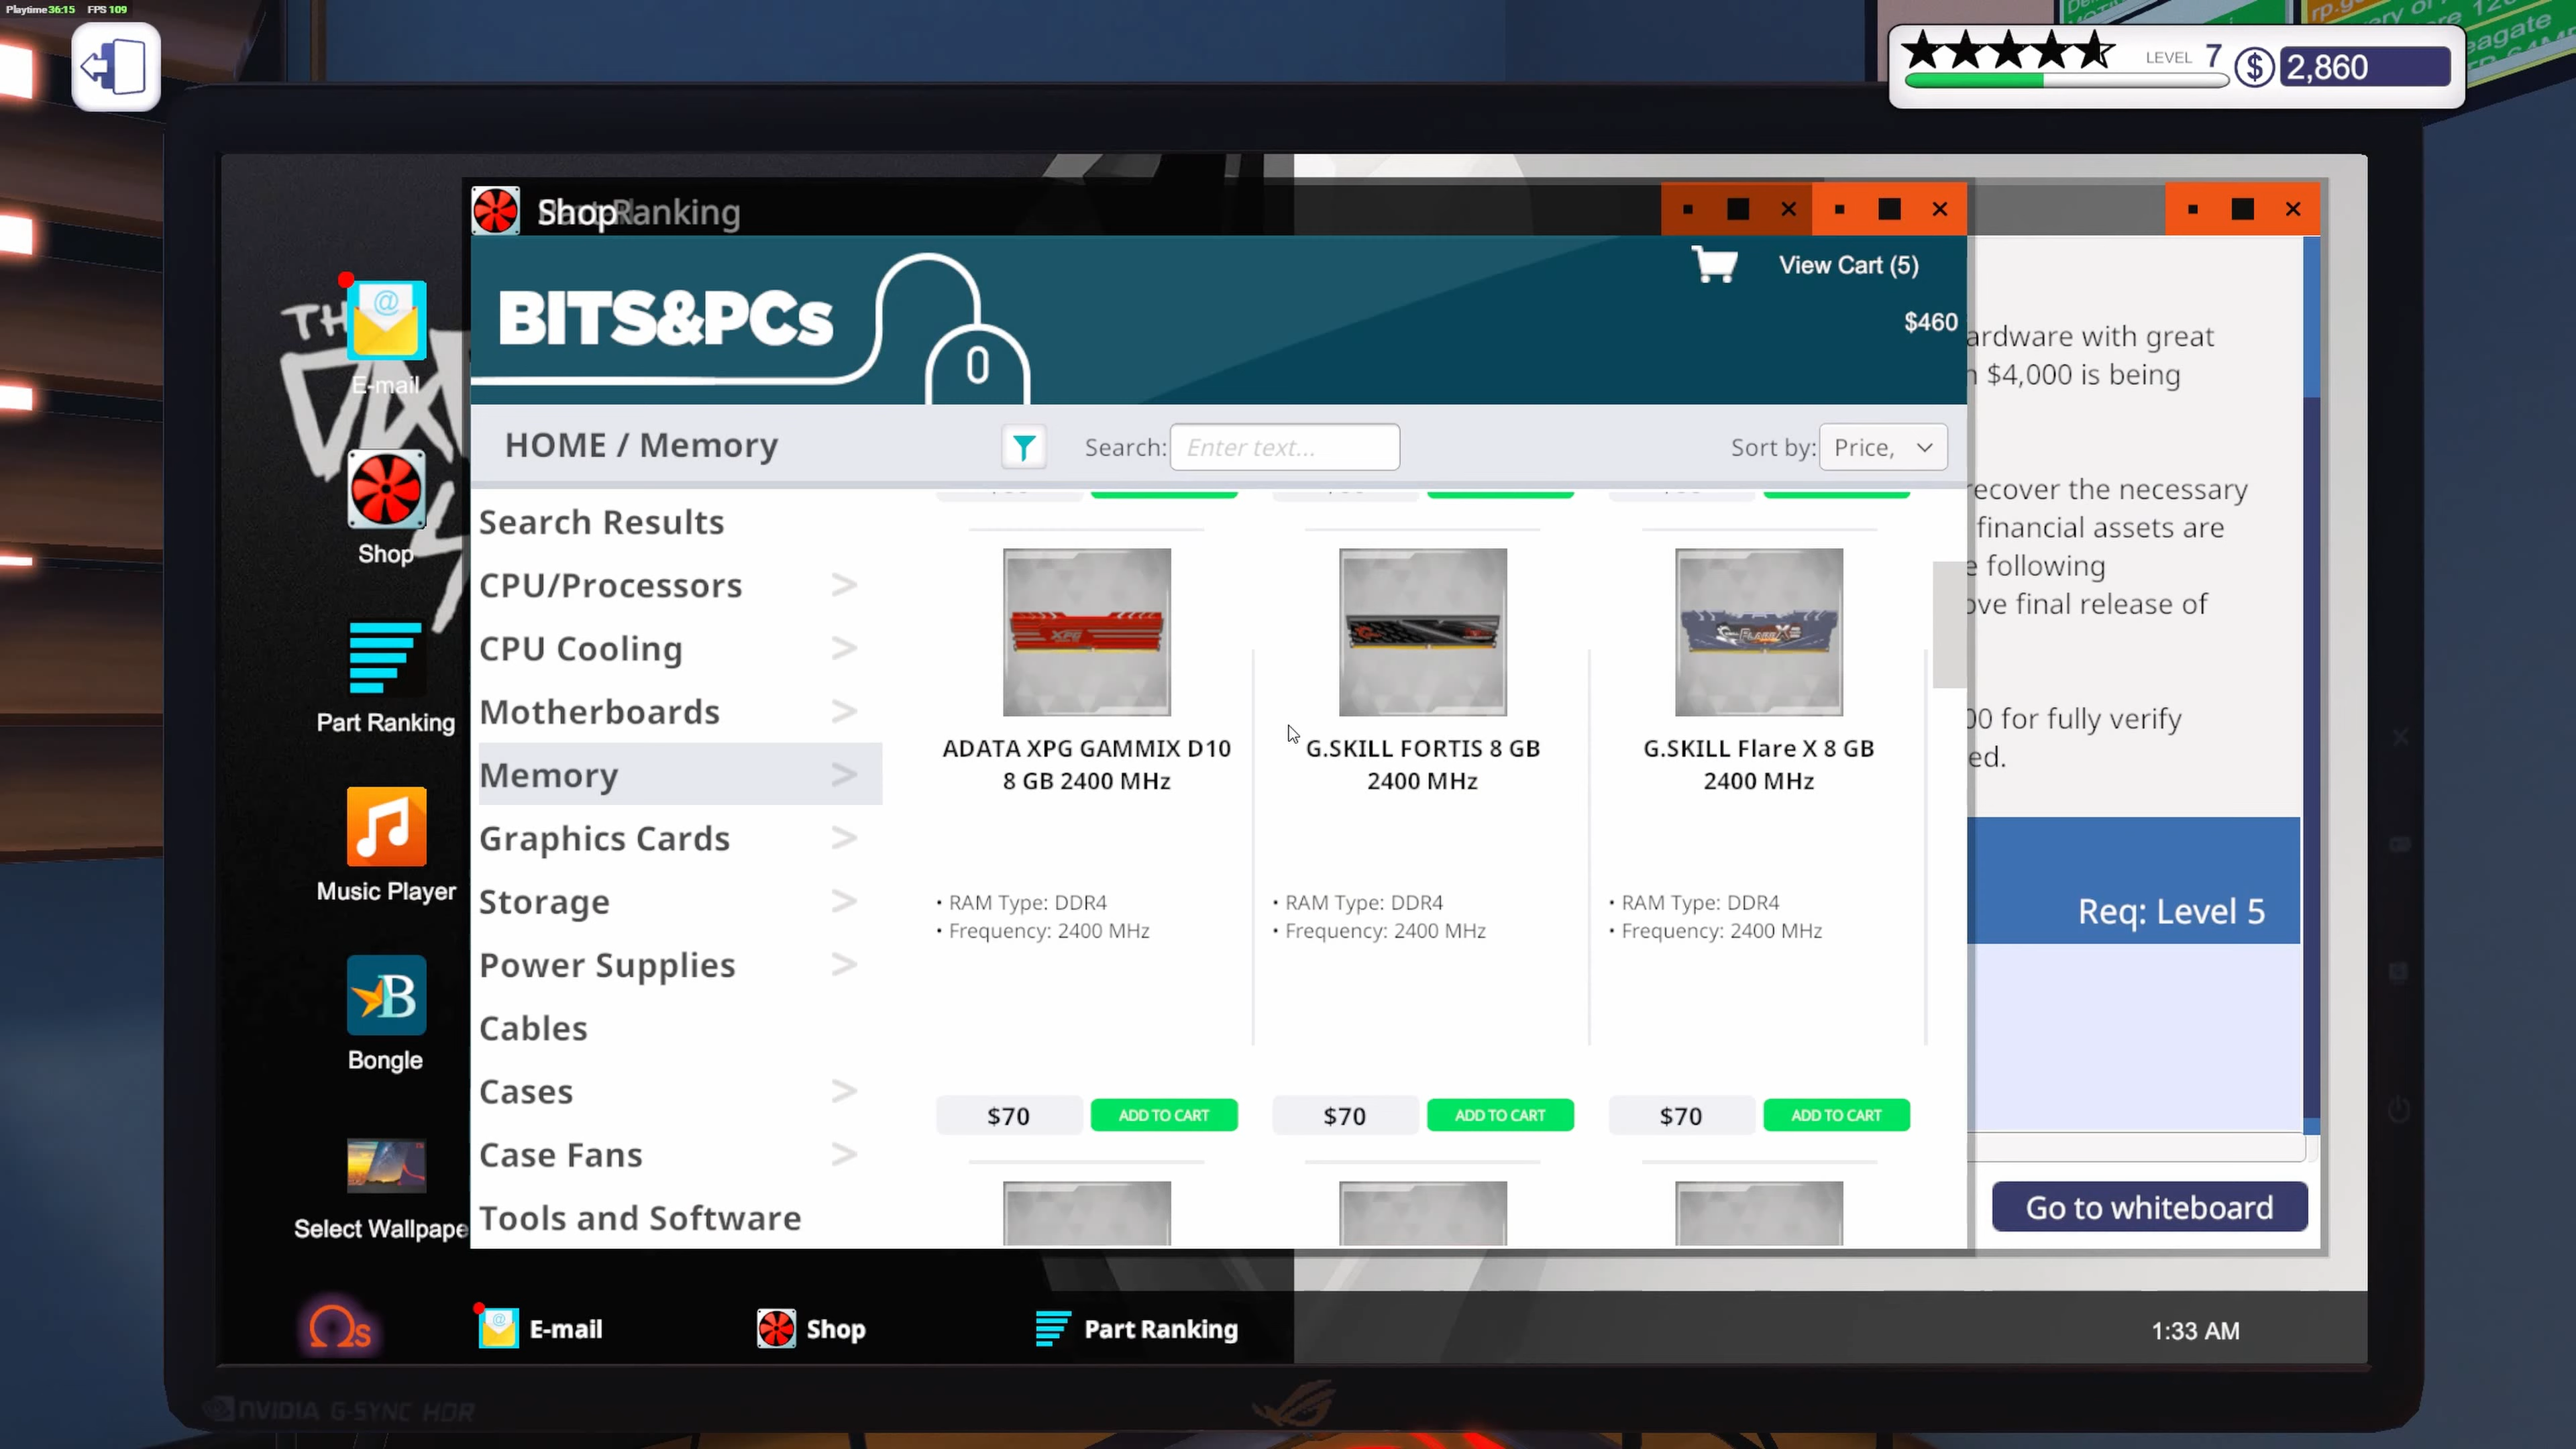 Playtime 36:15 FPS 109
LEVEL 7
$ 2,860
Shop
Part Ranking
BITS&PCs
View Cart (5)
$460
HOME / Memory
Search:
Enter text...
Sort by:
Price,
Search Results
CPU/Processors
CPU Cooling
Motherboards
Memory
Graphics Cards
Storage
Power Supplies
Cables
Cases
Case Fans
Tools and Software
ADATA XPG GAMMIX D10
8 GB 2400 MHz
• RAM Type: DDR4
• Frequency: 2400 MHz
$70
ADD TO CART
G.SKILL FORTIS 8 GB
2400 MHz
• RAM Type: DDR4
• Frequency: 2400 MHz
$70
ADD TO CART
G.SKILL Flare X 8 GB
2400 MHz
• RAM Type: DDR4
• Frequency: 2400 MHz
$70
ADD TO CART
ardware with great
$4,000 is being
recover the necessary
financial assets are
e following
ove final release of
00 for fully verify
ed.
Req: Level 5
Go to whiteboard
E-mail
Shop
Part Ranking
Music Player
Bongle
Select Wallpape
E-mail
Shop
Part Ranking
1:33 AM
NVIDIA G-SYNC HDR